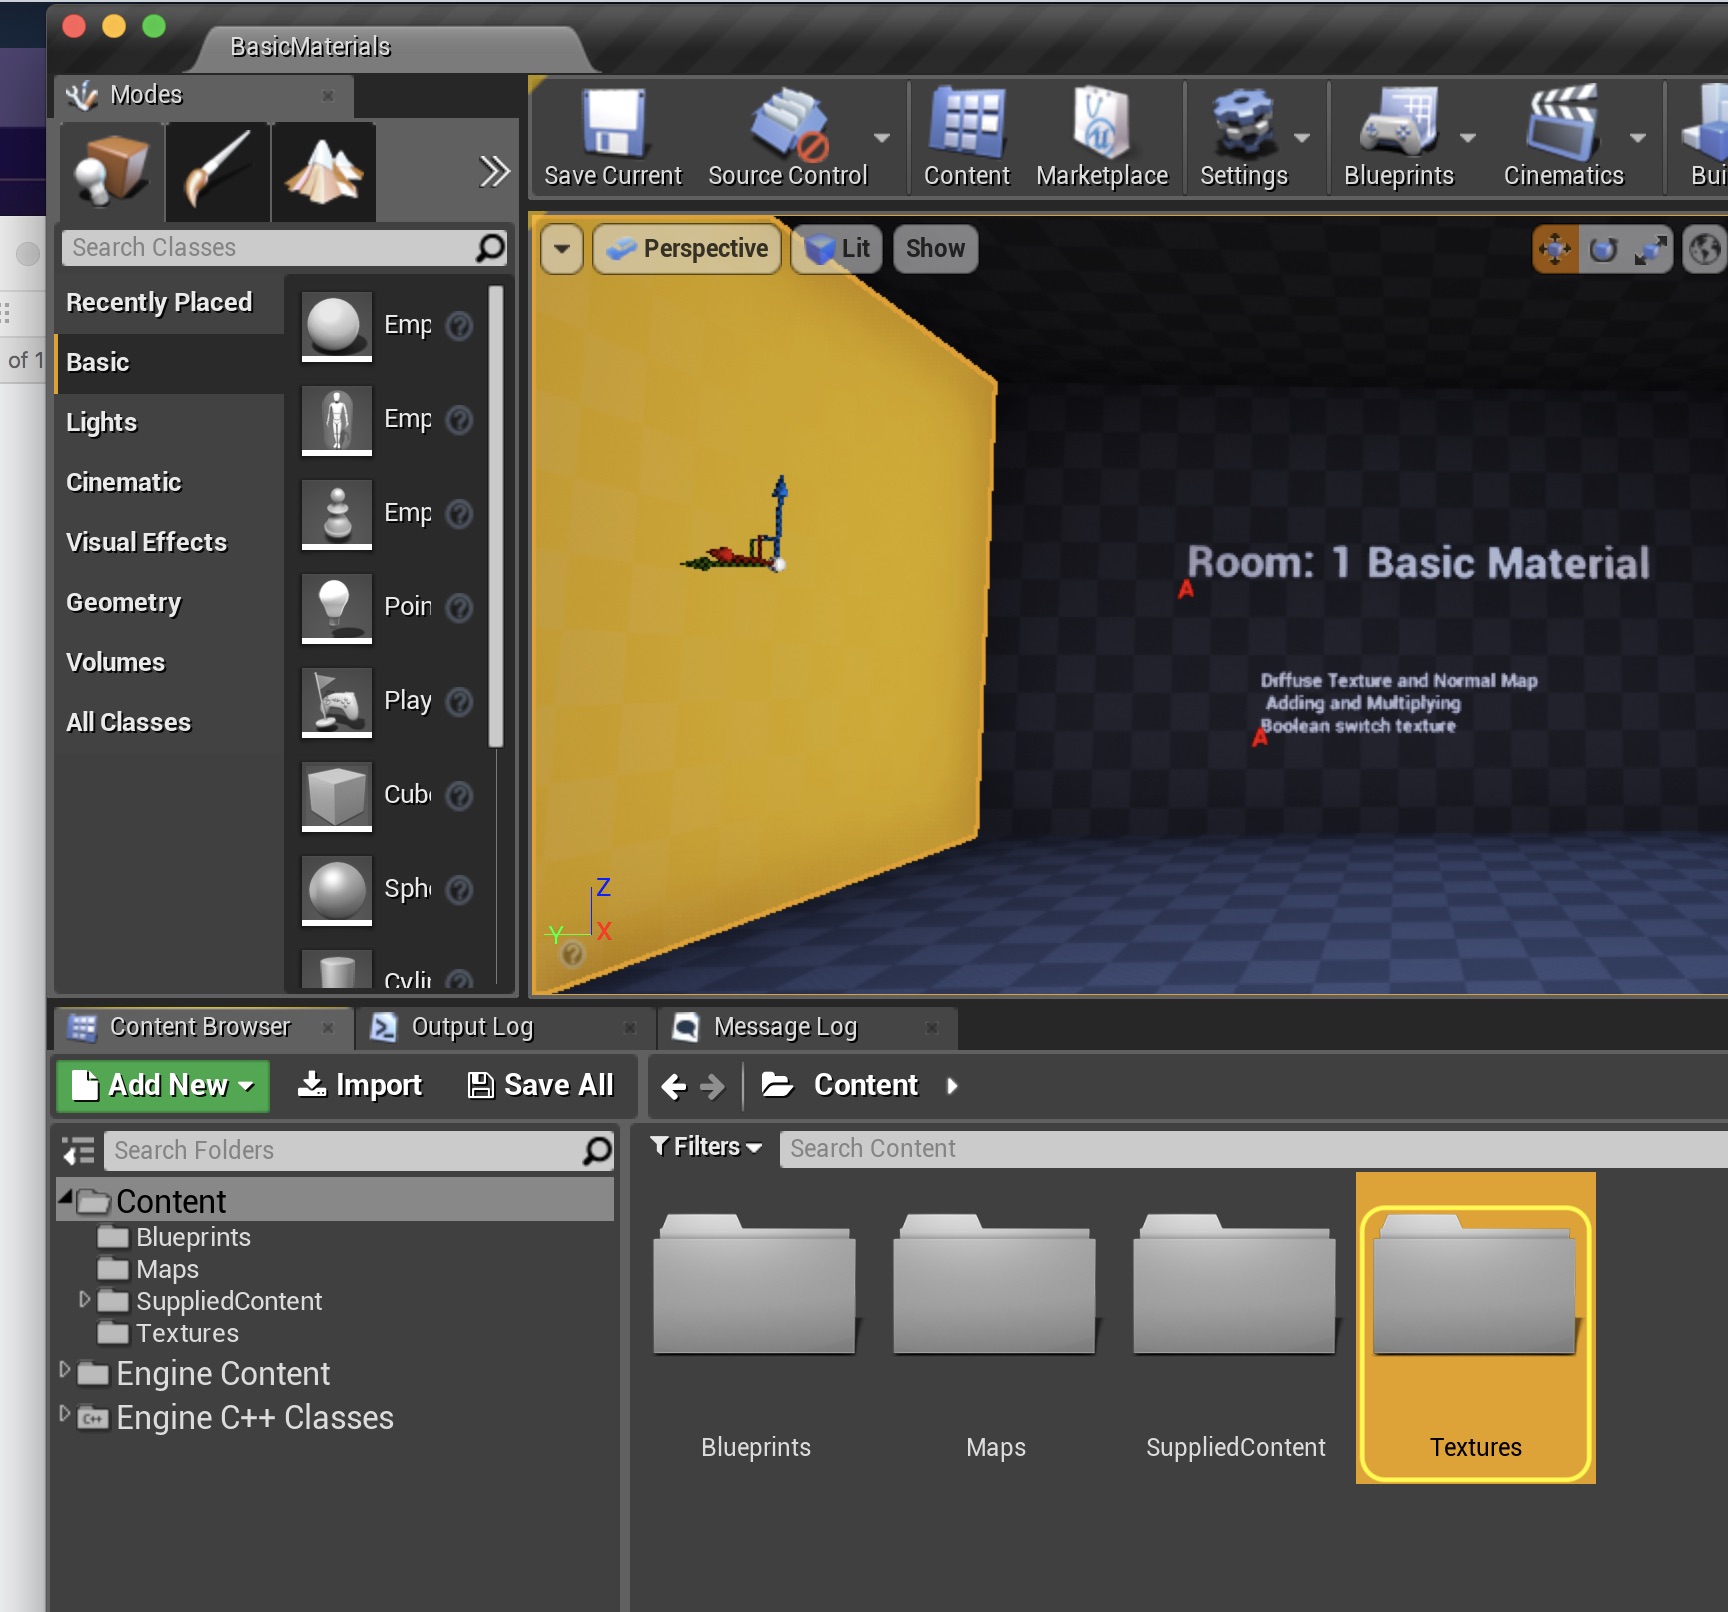 BasicMaterials
Modes
Save Current
Source Control
Content
Marketplace
Settings
Blueprints
Cinematics
Bui
Search Classes
Perspective
Lit
Show
Recently Placed
Basic
Lights
Cinematic
Visual Effects
Geometry
Volumes
All Classes
Emp
Emp
Emp
Poin
Play
Cube
Sphe
Cylin
of 1
Room: 1 Basic Material
A
Diffuse Texture and Normal Map
Adding and Multiplying
Boolean switch texture
A
Z
Y
X
Content Browser
Output Log
Message Log
Add New
Import
Save All
Content
Search Folders
Filters
Search Content
Content
Blueprints
Maps
SuppliedContent
Textures
Engine Content
C++
Engine C++ Classes
Blueprints
Maps
SuppliedContent
Textures